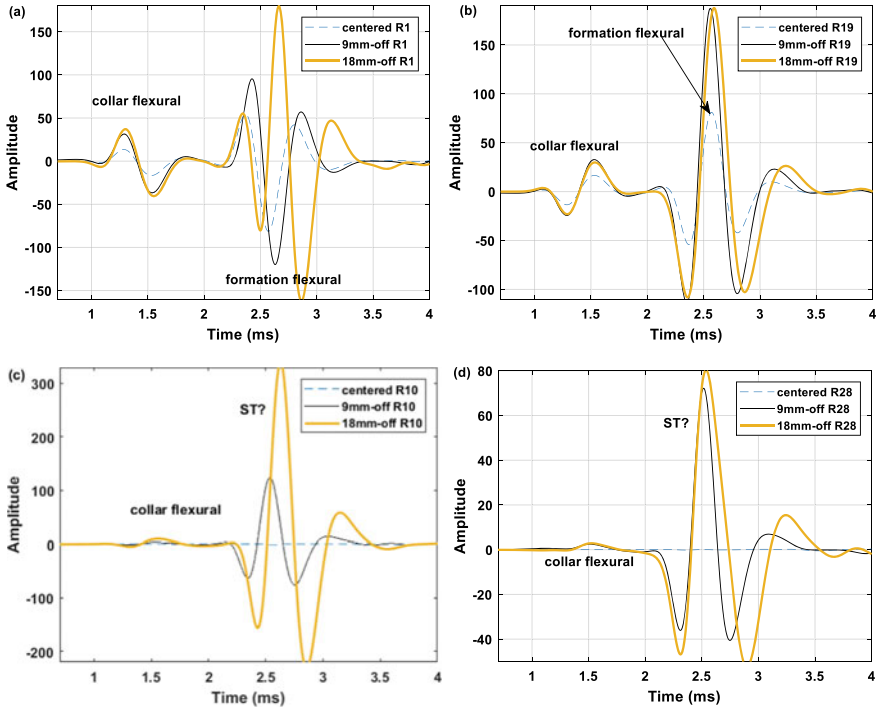 (a)
centered R1
9mm-off R1
18mm-off R1
collar flexural
formation flexural
Amplitude
150
100
50
0
-50
-100
-150
1 1.5 2 2.5 3 3.5 4
Time (ms)
(b)
centered R19
9mm-off R19
18mm-off R19
formation flexural
collar flexural
Amplitude
150
100
50
0
-50
-100
1 1.5 2 2.5 3 3.5 4
Time (ms)
(c)
centered R10
9mm-off R10
18mm-off R10
ST?
collar flexural
Amplitude
300
200
100
0
-100
-200
1 1.5 2 2.5 3 3.5 4
Time (ms)
(d)
centered R28
9mm-off R28
18mm-off R28
ST?
collar flexural
Amplitude
80
60
40
20
0
-20
-40
1 1.5 2 2.5 3 3.5 4
Time (ms)